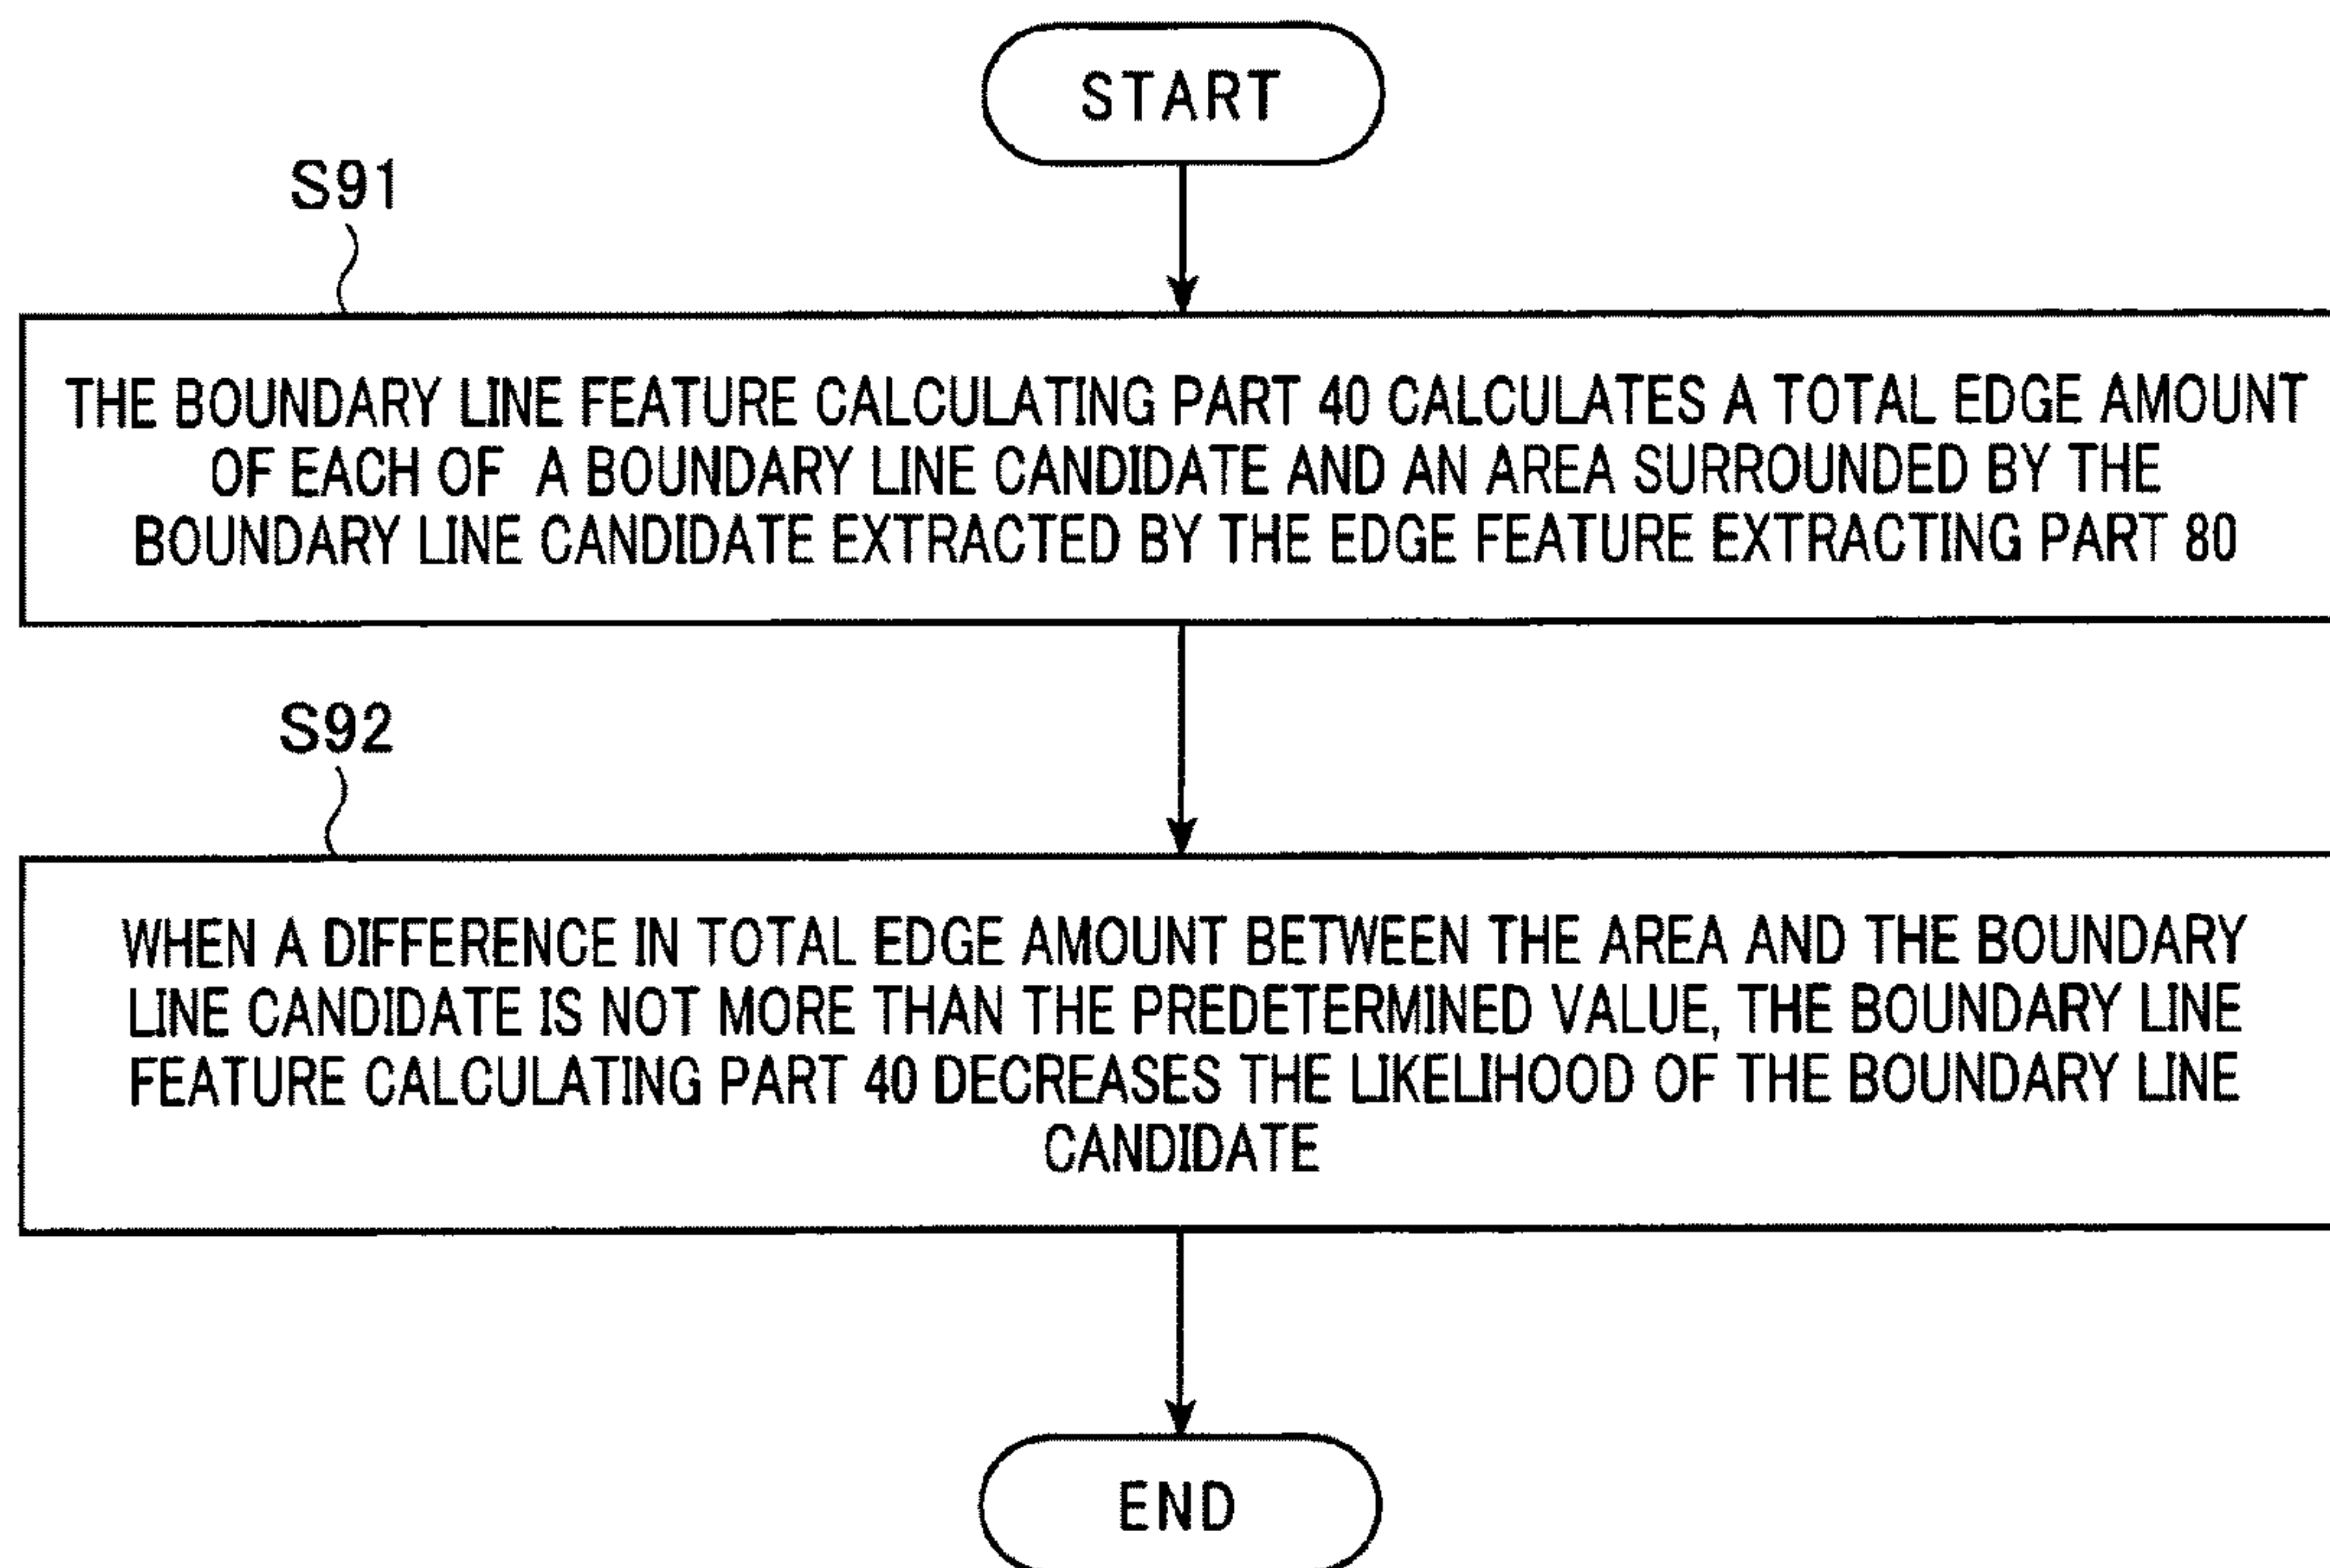 START
S91
THE BOUNDARY LINE FEATURE CALCULATING PART 40 CALCULATES A TOTAL EDGE AMOUNT
OF EACH OF A BOUNDARY LINE CANDIDATE AND AN AREA SURROUNDED BY THE
BOUNDARY LINE CANDIDATE EXTRACTED BY THE EDGE FEATURE EXTRACTING PART 80
S92
WHEN A DIFFERENCE IN TOTAL EDGE AMOUNT BETWEEN THE AREA AND THE BOUNDARY
LINE CANDIDATE IS NOT MORE THAN THE PREDETERMINED VALUE, THE BOUNDARY LINE
FEATURE CALCULATING PART 40 DECREASES THE LIKELIHOOD OF THE BOUNDARY LINE
CANDIDATE
END